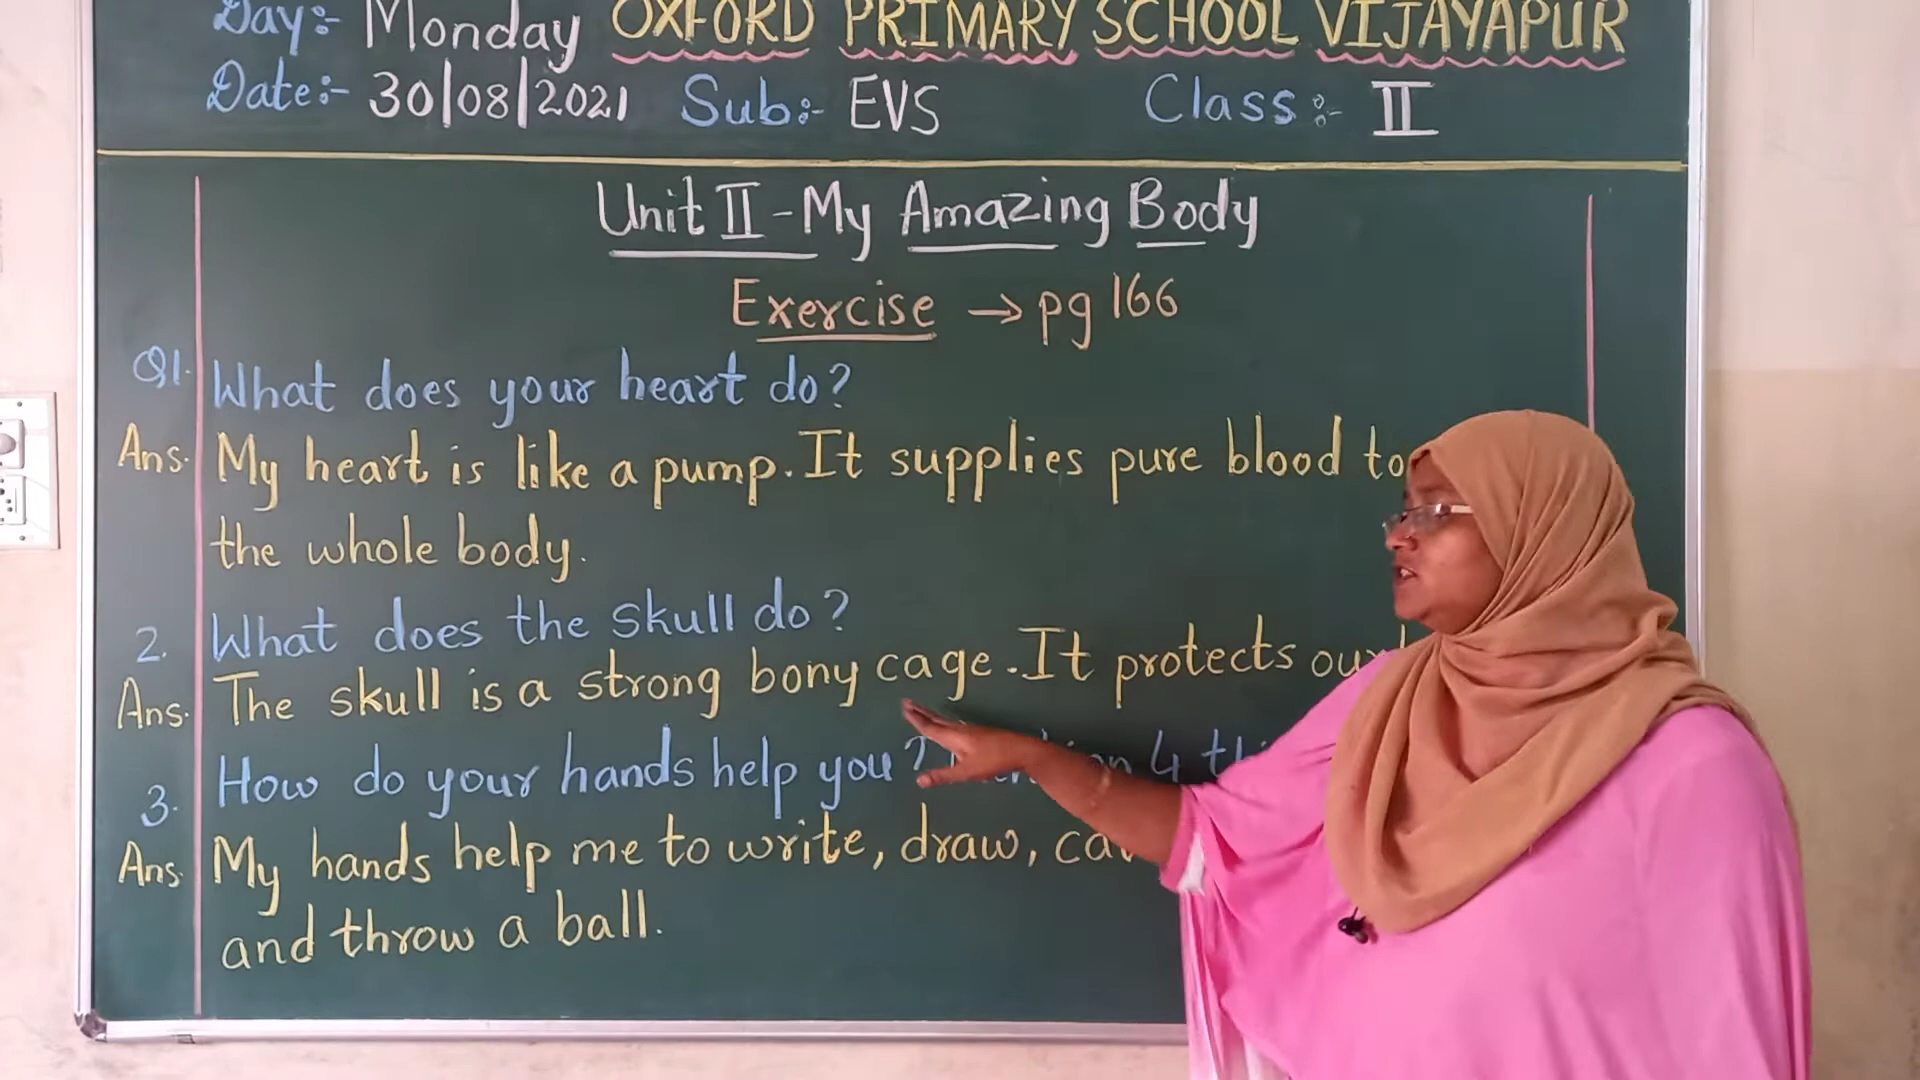 Day:- Monday OXFORD PRIMARY SCHOOL VIJAYAPUR
Date:- 30/08/2021 Sub:- EVS Class:- II
Unit II - My Amazing Body
Exercise → pg 166
Q1. What does your heart do?
Ans. My heart is like a pump. It supplies pure blood to
the whole body.
2. What does the skull do?
Ans. The skull is a strong bony cage. It protects our
3. How do your hands help you? 4
Ans. My hands help me to write, draw,
and throw a ball.